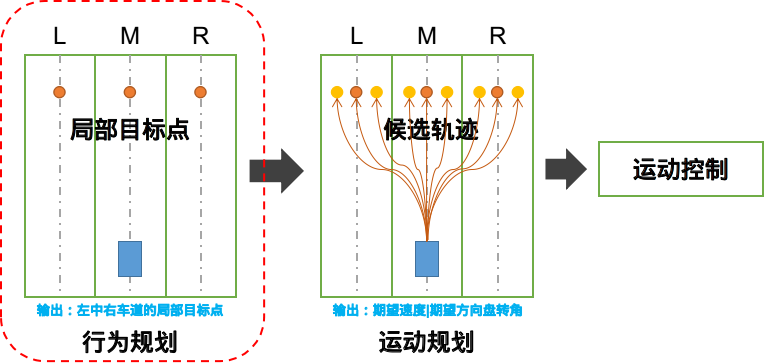 L M R
局部目标点
输出：左中右车道的局部目标点
行为规划
L M R
候选轨迹
输出：期望速度|期望方向盘转角
运动规划
运动控制